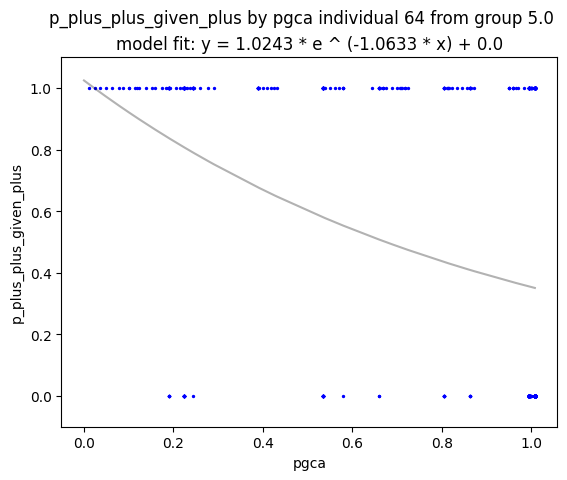 p_plus_plus_given_plus by pgca individual 64 from group 5.0
model fit: y = 1.0243 * e ^ (-1.0633 * x) + 0.0
1.0
0.8
0.6
0.4
0.2
0.0
p_plus_plus_given_plus
0.0 0.2 0.4 0.6 0.8 1.0
pgca